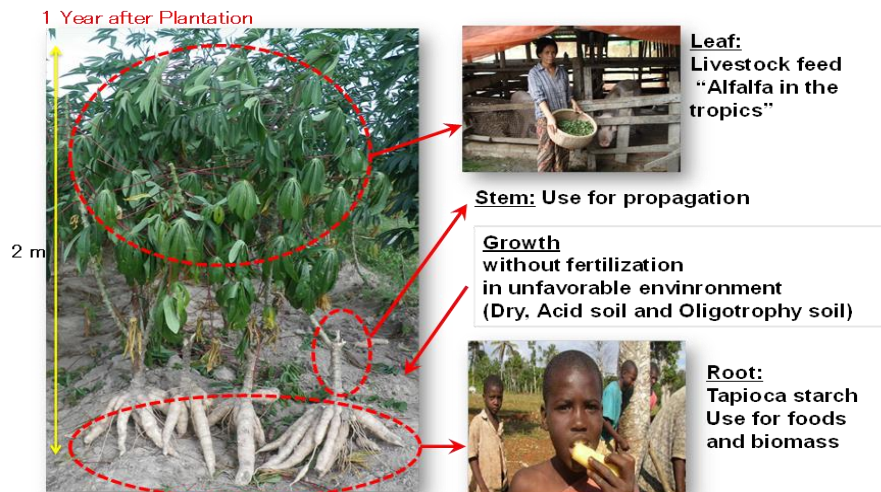 1 Year after Plantation
2 m
Leaf:
Livestock feed
“Alfalfa in the
tropics”
Stem: Use for propagation
Growth
without fertilization
in unfavorable envinronment
(Dry, Acid soil and Oligotrophy soil)
Root:
Tapioca starch
Use for foods
and biomass